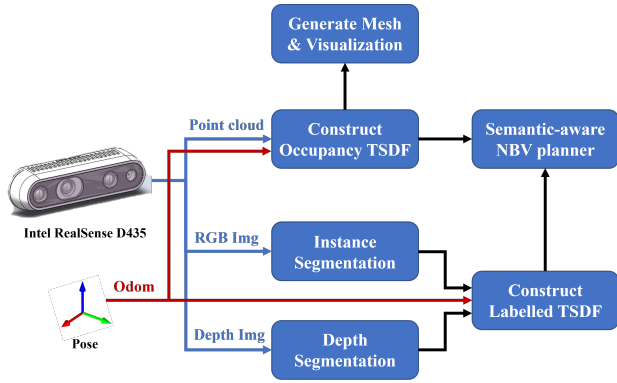 Generate Mesh
& Visualization
Point cloud
Construct
Occupancy TSDF
Semantic-aware
NBV planner
Intel RealSense D435
RGB Img
Instance
Segmentation
Odom
Construct
Labelled TSDF
Pose
Depth Img
Depth
Segmentation